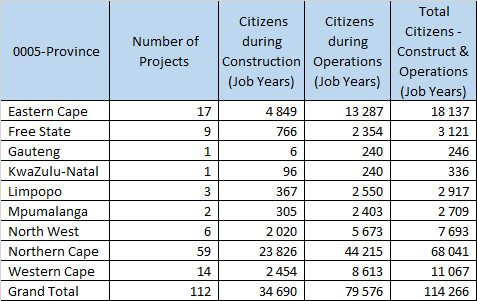 0005-Province Number of Projects Citizens during Construction (Job Years) Citizens during Operations (Job Years) Total Citizens - Construct & Operations (Job Years)
Eastern Cape 17 4 849 13 287 18 137
Free State 9 766 2 354 3 121
Gauteng 1 6 240 246
KwaZulu-Natal 1 96 240 336
Limpopo 3 367 2 550 2 917
Mpumalanga 2 305 2 403 2 709
North West 6 2 020 5 673 7 693
Northern Cape 59 23 826 44 215 68 041
Western Cape 14 2 454 8 613 11 067
Grand Total 112 34 690 79 576 114 266